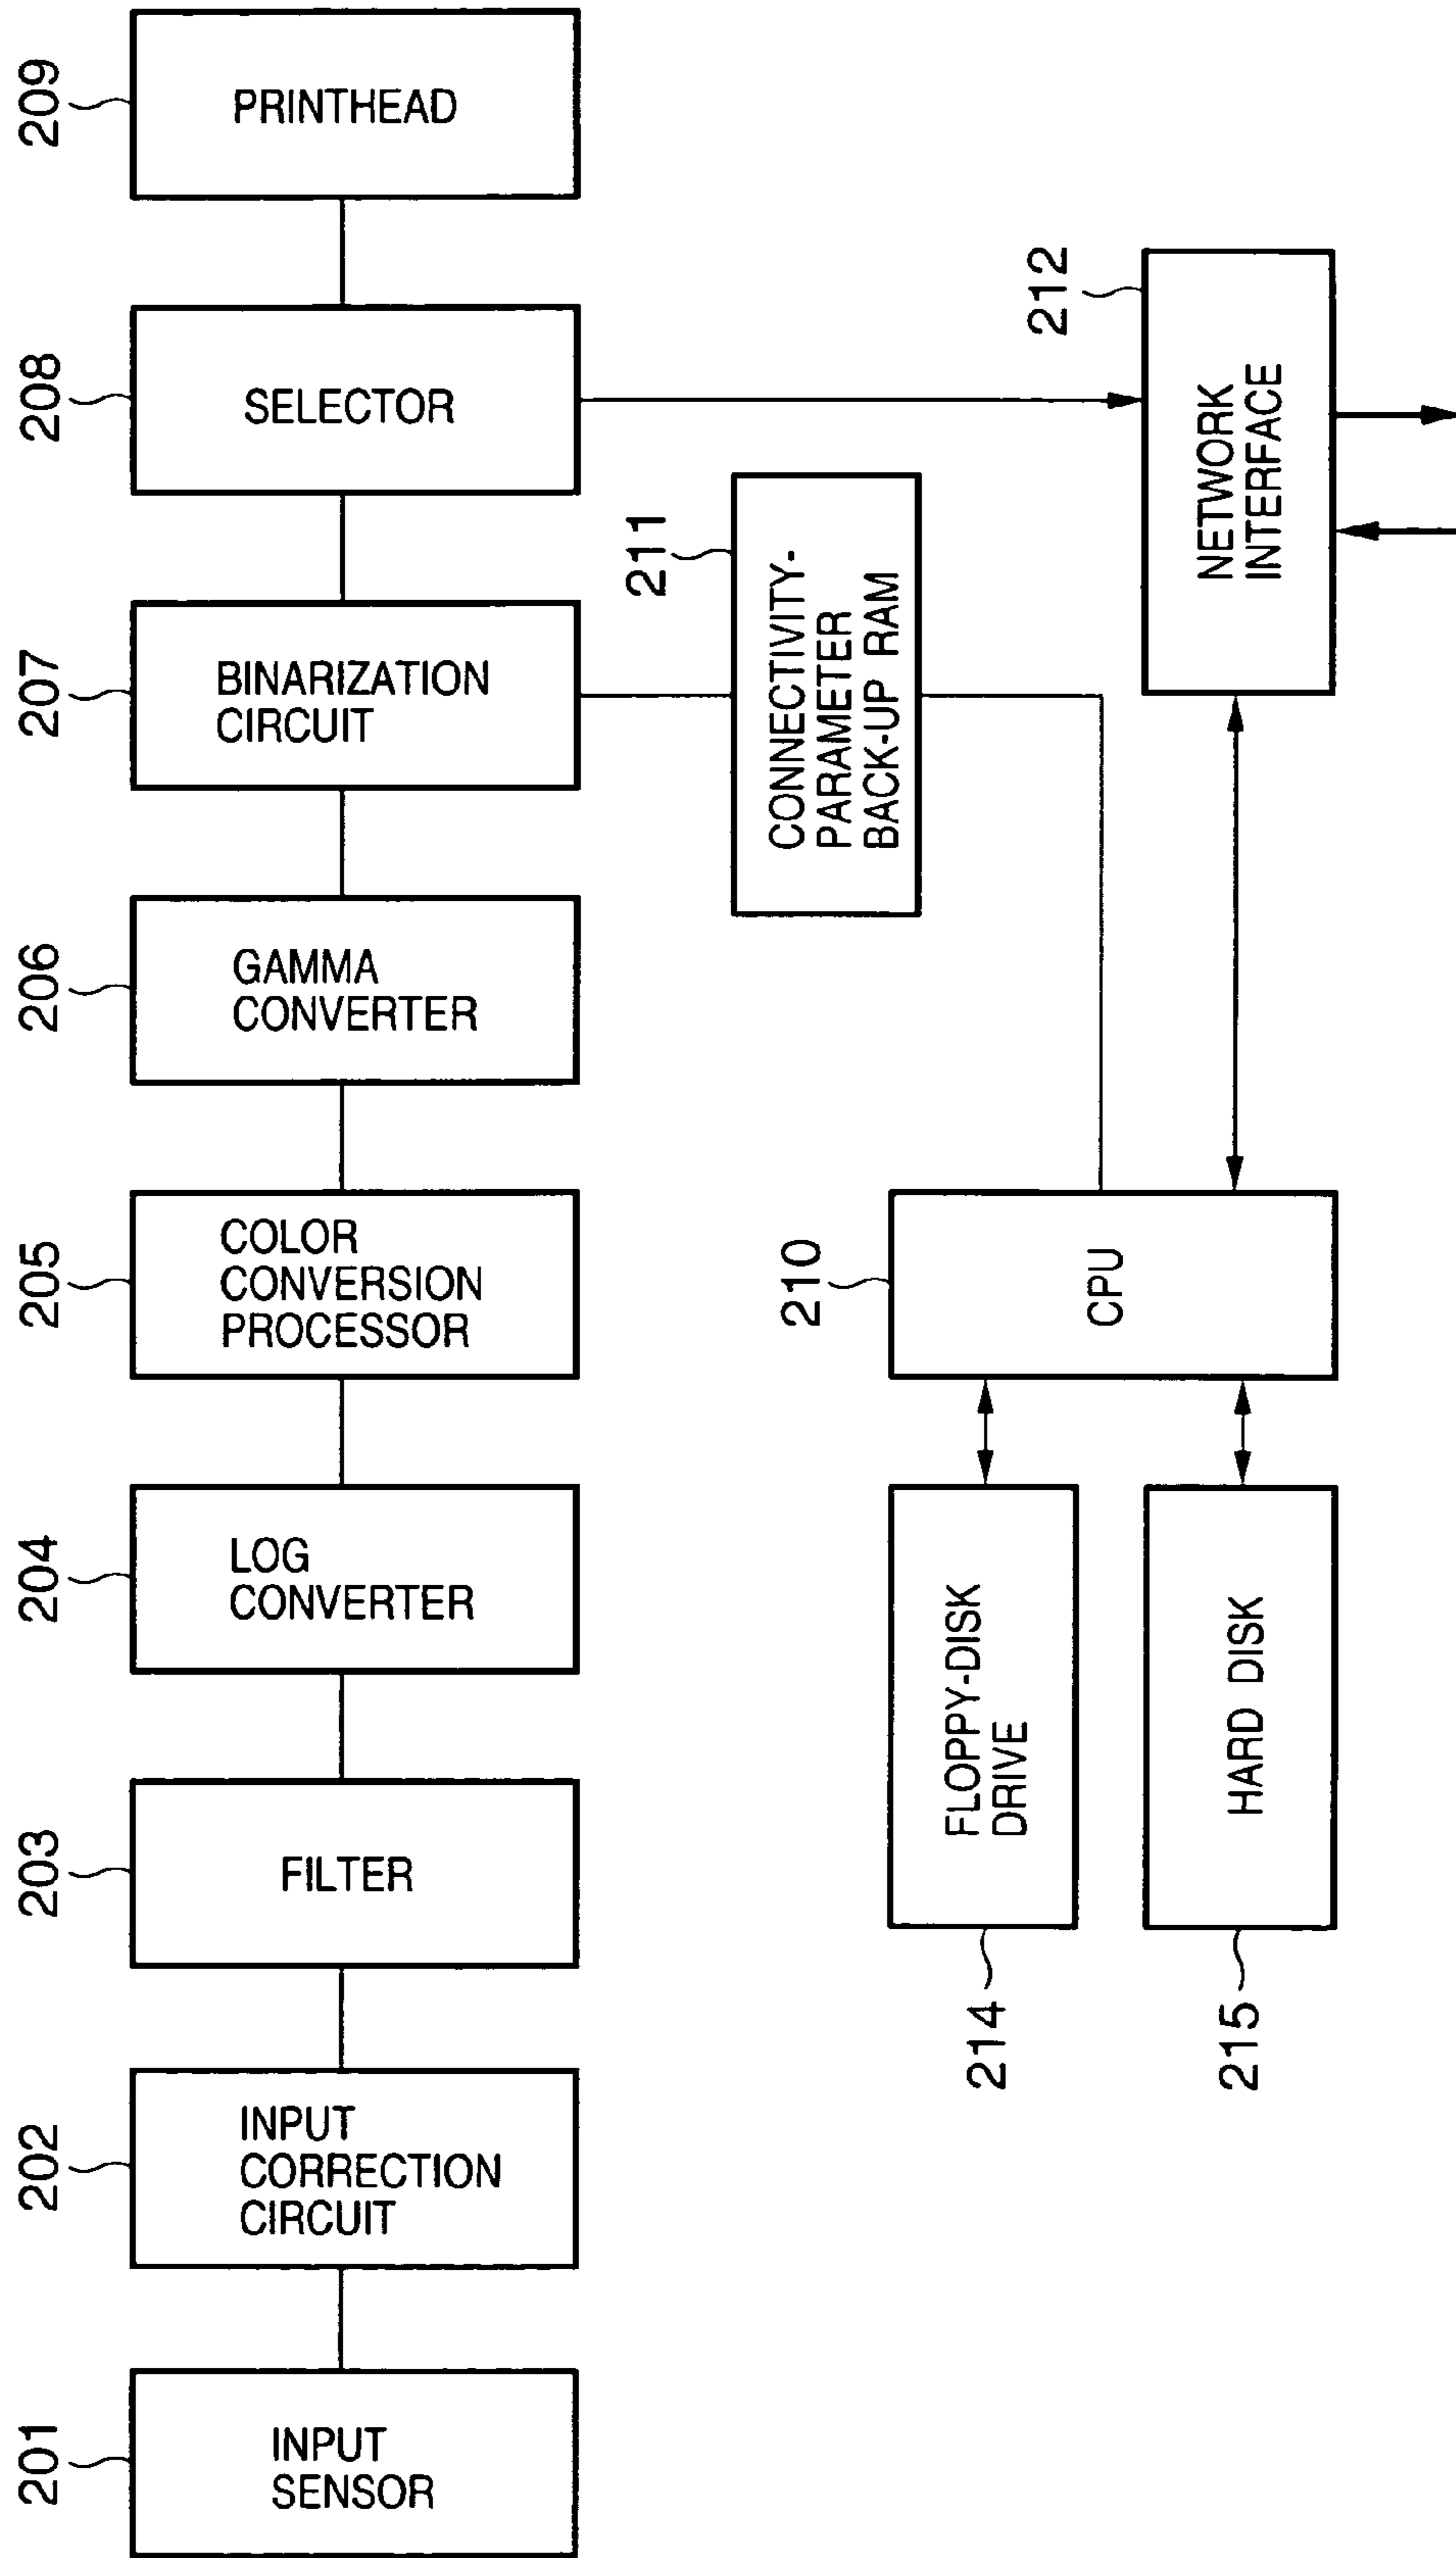 209
PRINTHEAD
208
SELECTOR
212
NETWORK
INTERFACE
207
BINARIZATION
CIRCUIT
211
CONNECTIVITY-
PARAMETER
BACK-UP RAM
206
GAMMA
CONVERTER
205
COLOR
CONVERSION
PROCESSOR
210
CPU
204
LOG
CONVERTER
214
FLOPPY-DISK
DRIVE
203
FILTER
215
HARD DISK
202
INPUT
CORRECTION
CIRCUIT
201
INPUT
SENSOR